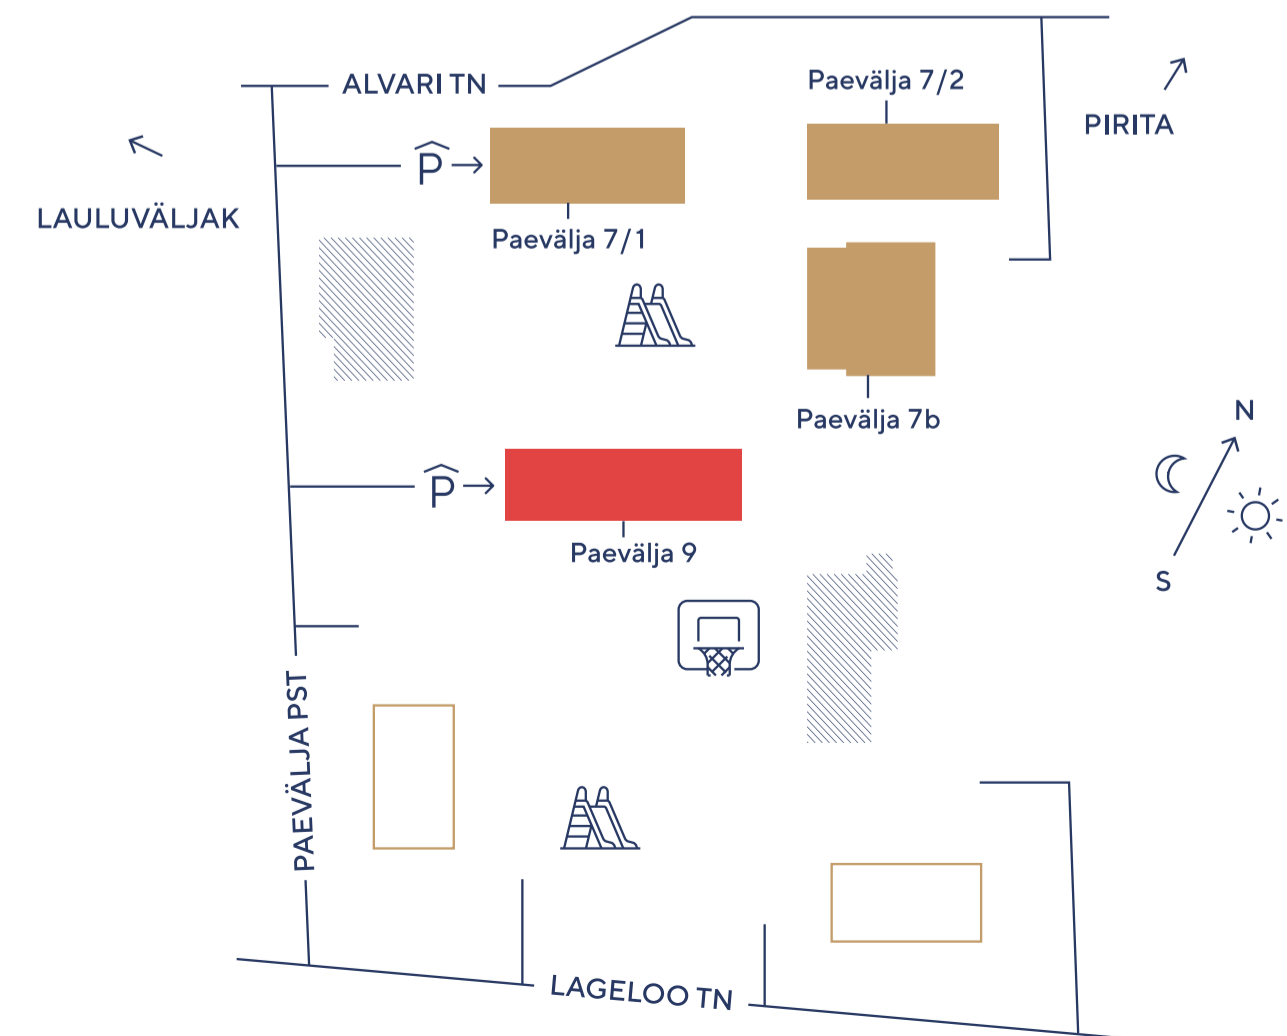 ALVARI TN
Paevälja 7/2
PIRITA
P
LAULUVÄLJAK
Paevälja 7/1
Paevälja 7b
N
P
Paevälja 9
S
PAEVÄLJA PST
LAGELOO TN